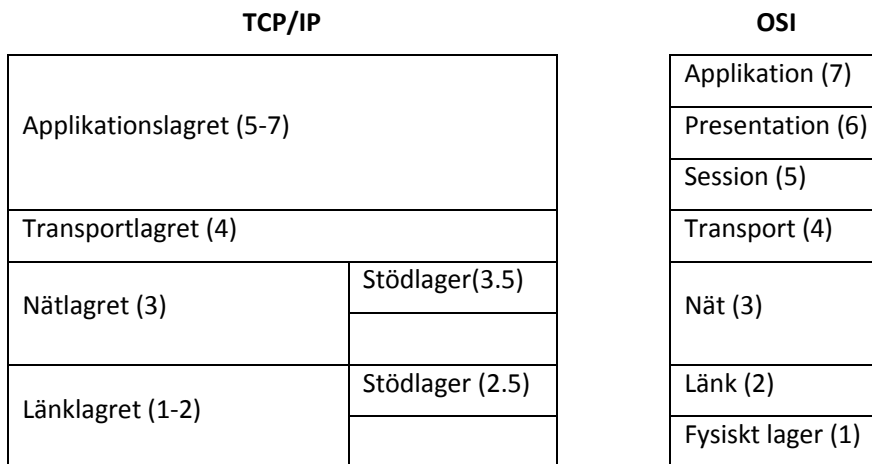 TCP/IP
Applikationslagret (5-7)
Transportlagret (4)
Nätlagret (3)
Stödlager(3.5)
Länklagret (1-2)
Stödlager (2.5)
OSI
Applikation (7)
Presentation (6)
Session (5)
Transport (4)
Nät (3)
Länk (2)
Fysiskt lager (1)